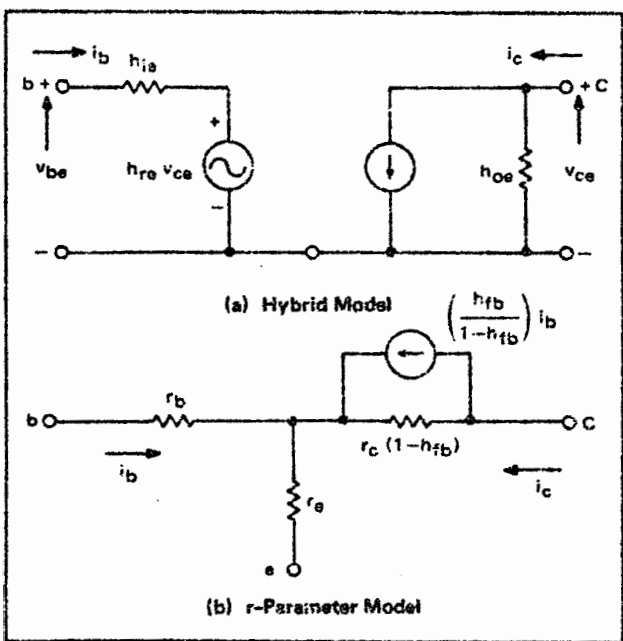 i_b h_ie i_c
b + + + C
v_be h_re v_ce h_oe v_ce
− − −
(a) Hybrid Model
(h_fb / 1−h_fb) i_b
b r_b C
r_c (1−h_fb)
i_b i_c
r_e
e
(b) r-Parameter Model